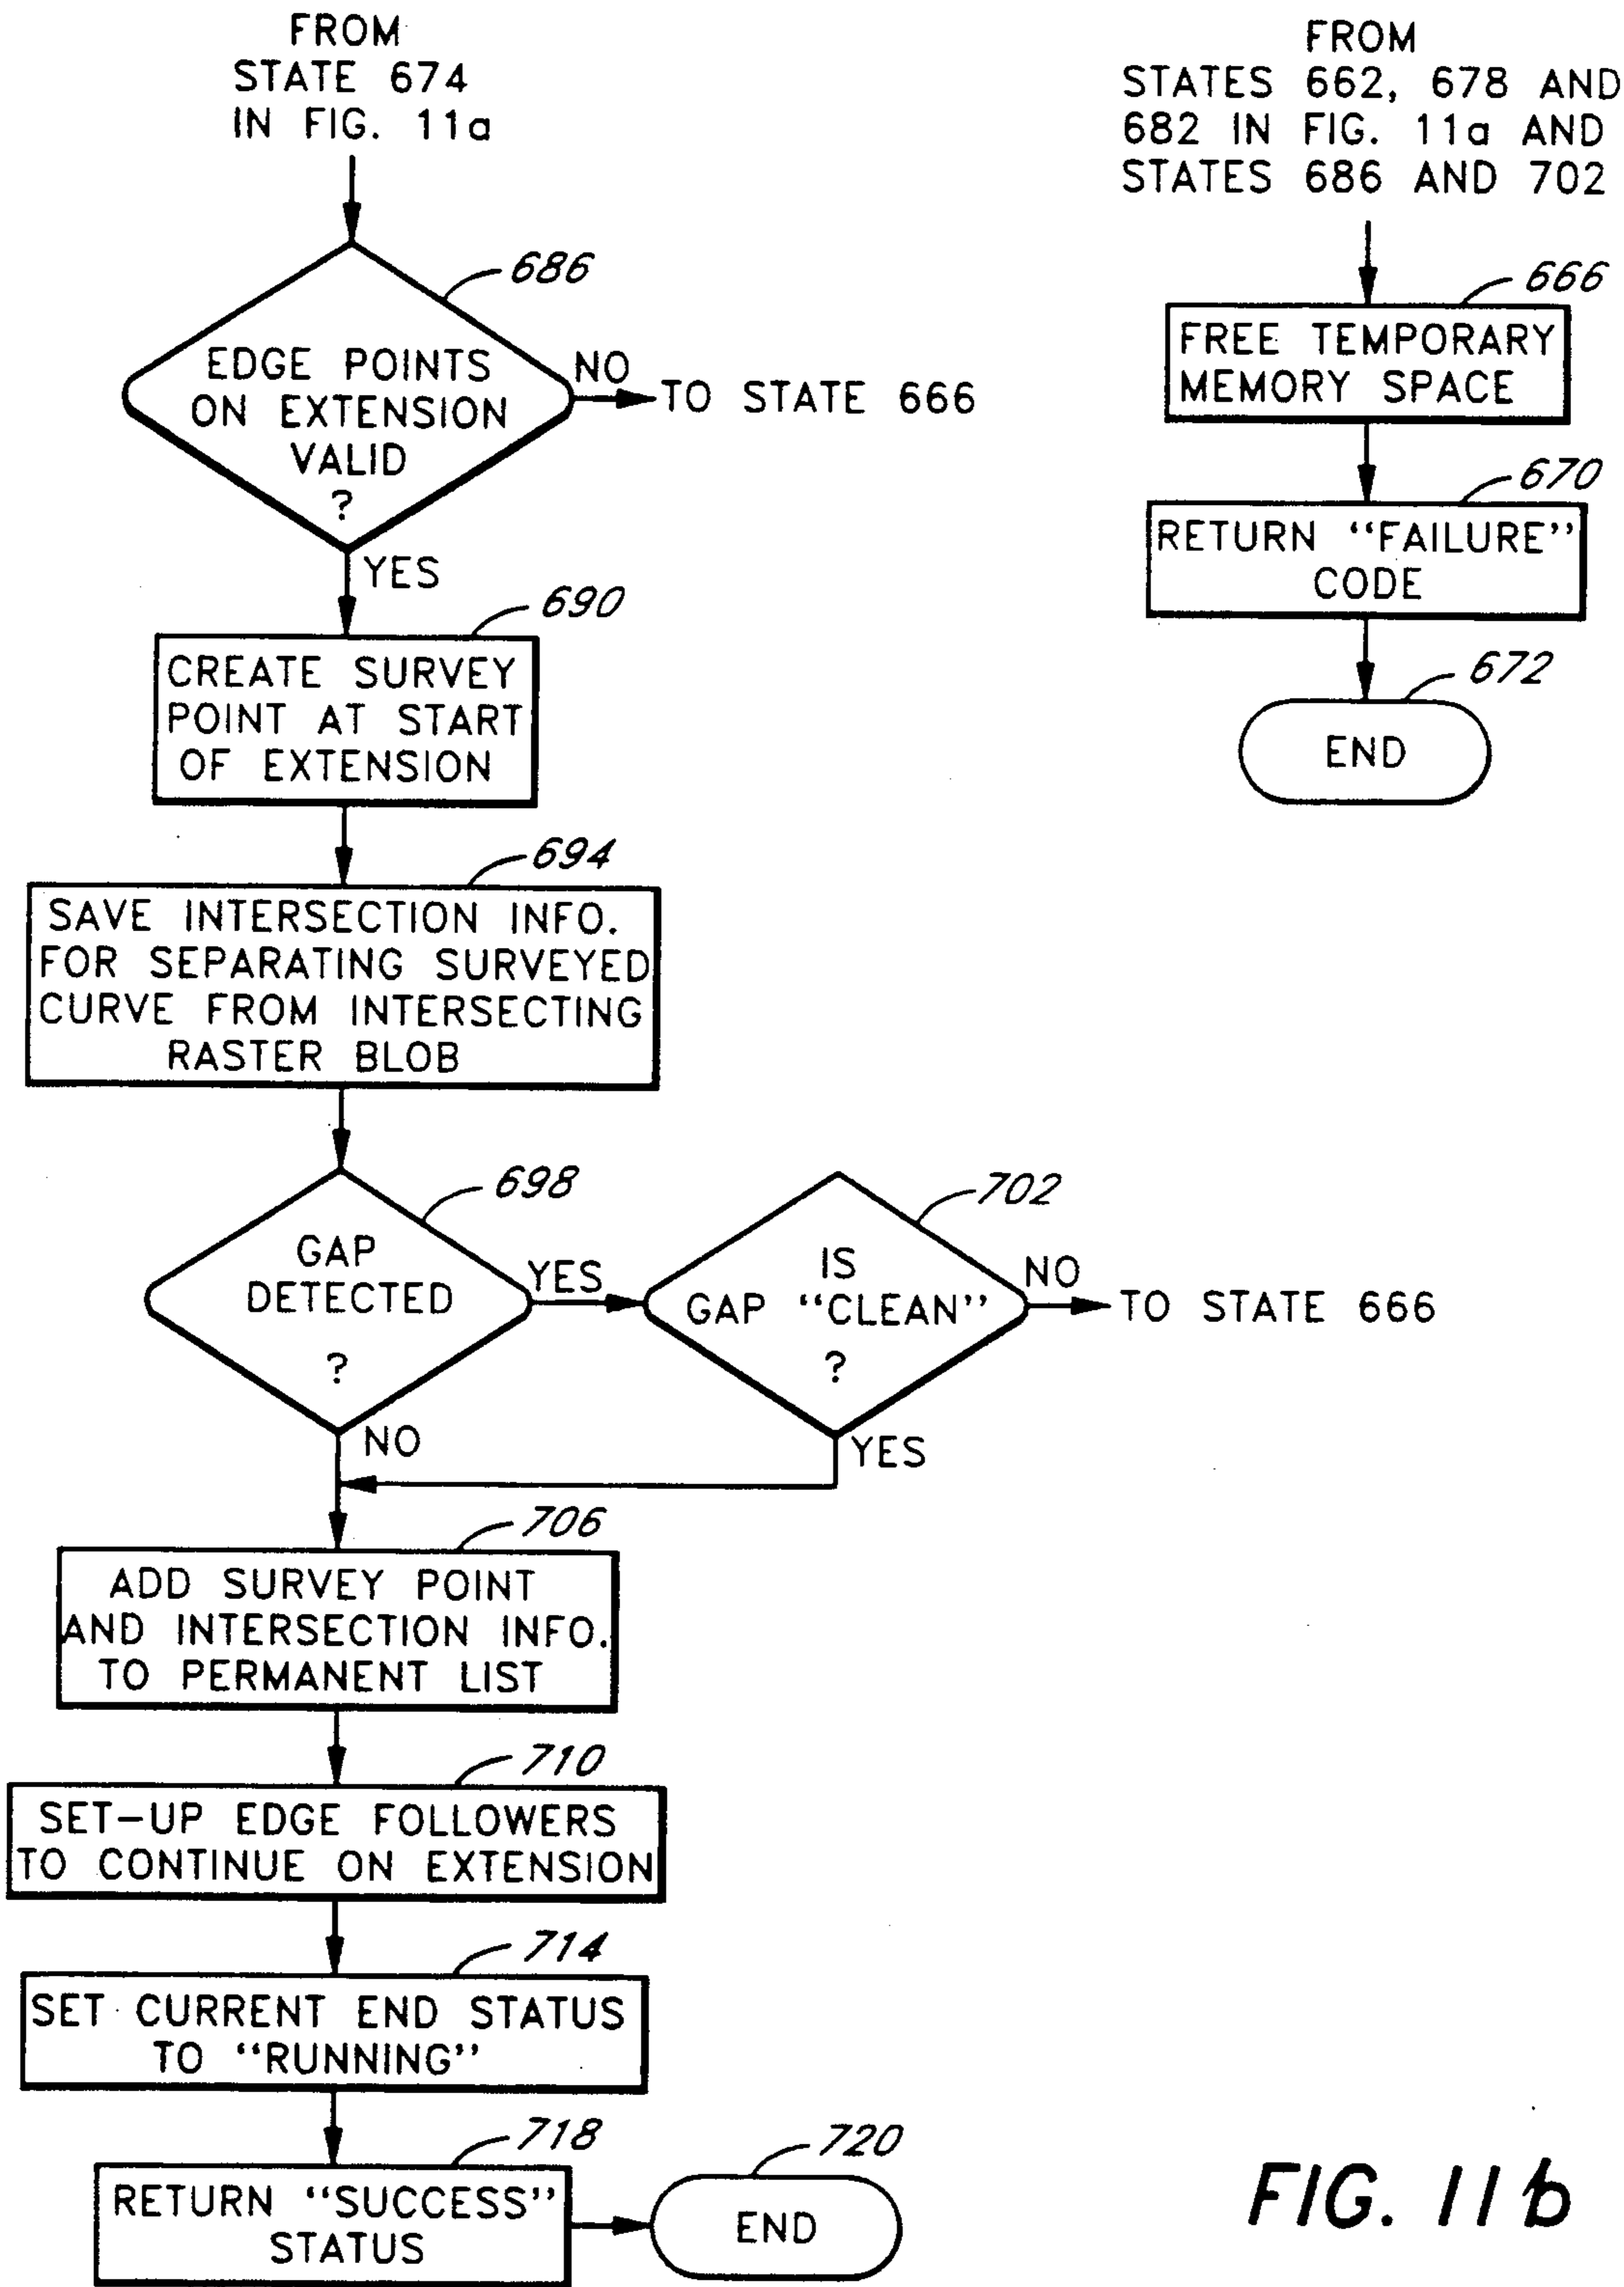 FROM
STATE 674
IN FIG. 11a
686
EDGE POINTS
ON EXTENSION
VALID
?
NO
TO STATE 666
YES
690
CREATE SURVEY
POINT AT START
OF EXTENSION
694
SAVE INTERSECTION INFO.
FOR SEPARATING SURVEYED
CURVE FROM INTERSECTING
RASTER BLOB
698
GAP
DETECTED
?
YES
NO
702
IS
GAP "CLEAN"
?
NO
TO STATE 666
YES
706
ADD SURVEY POINT
AND INTERSECTION INFO.
TO PERMANENT LIST
710
SET-UP EDGE FOLLOWERS
TO CONTINUE ON EXTENSION
714
SET CURRENT END STATUS
TO "RUNNING"
718
RETURN "SUCCESS"
STATUS
720
END
FROM
STATES 662, 678 AND
682 IN FIG. 11a AND
STATES 686 AND 702
666
FREE TEMPORARY
MEMORY SPACE
670
RETURN "FAILURE"
CODE
672
END
FIG. 11b